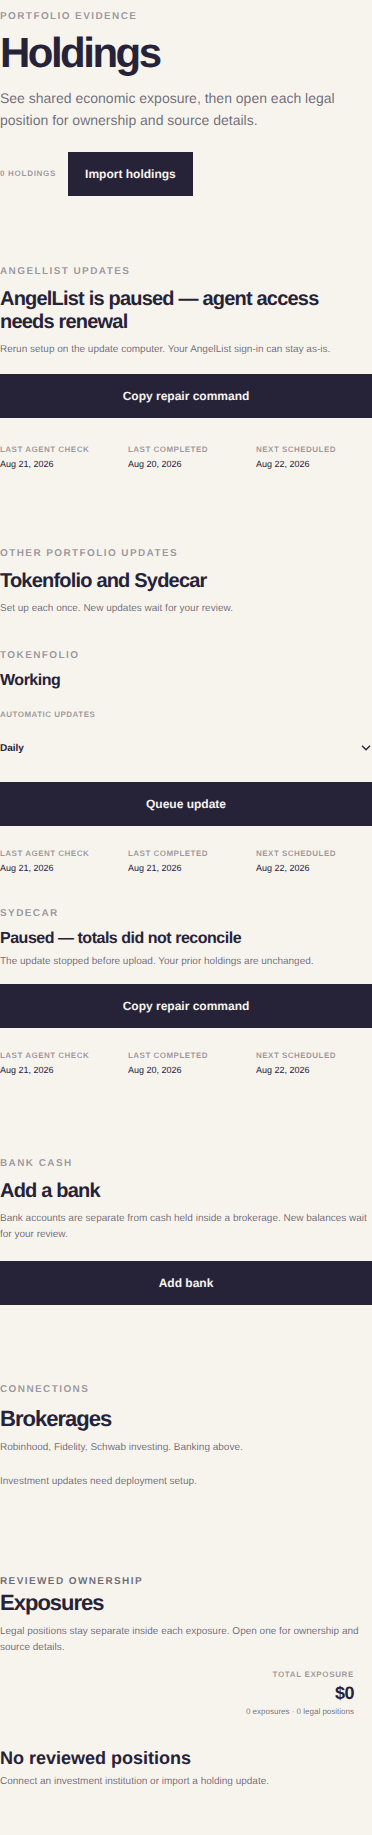 PORTFOLIO EVIDENCE
Holdings
See shared economic exposure, then open each legal
position for ownership and source details.
0 HOLDINGS
Import holdings
ANGELLIST UPDATES
AngelList is paused — agent access
needs renewal
Rerun setup on the update computer. Your AngelList sign-in can stay as-is.
Copy repair command
LAST AGENT CHECK LAST COMPLETED NEXT SCHEDULED
Aug 21, 2026 Aug 20, 2026 Aug 22, 2026
OTHER PORTFOLIO UPDATES
Tokenfolio and Sydecar
Set up each once. New updates wait for your review.
TOKENFOLIO
Working
AUTOMATIC UPDATES
Daily
Queue update
LAST AGENT CHECK LAST COMPLETED NEXT SCHEDULED
Aug 21, 2026 Aug 21, 2026 Aug 22, 2026
SYDECAR
Paused — totals did not reconcile
The update stopped before upload. Your prior holdings are unchanged.
Copy repair command
LAST AGENT CHECK LAST COMPLETED NEXT SCHEDULED
Aug 21, 2026 Aug 20, 2026 Aug 22, 2026
BANK CASH
Add a bank
Bank accounts are separate from cash held inside a brokerage. New balances wait
for your review.
Add bank
CONNECTIONS
Brokerages
Robinhood, Fidelity, Schwab investing. Banking above.
Investment updates need deployment setup.
REVIEWED OWNERSHIP
Exposures
Legal positions stay separate inside each exposure. Open one for ownership and
source details.
TOTAL EXPOSURE
$0
0 exposures · 0 legal positions
No reviewed positions
Connect an investment institution or import a holding update.